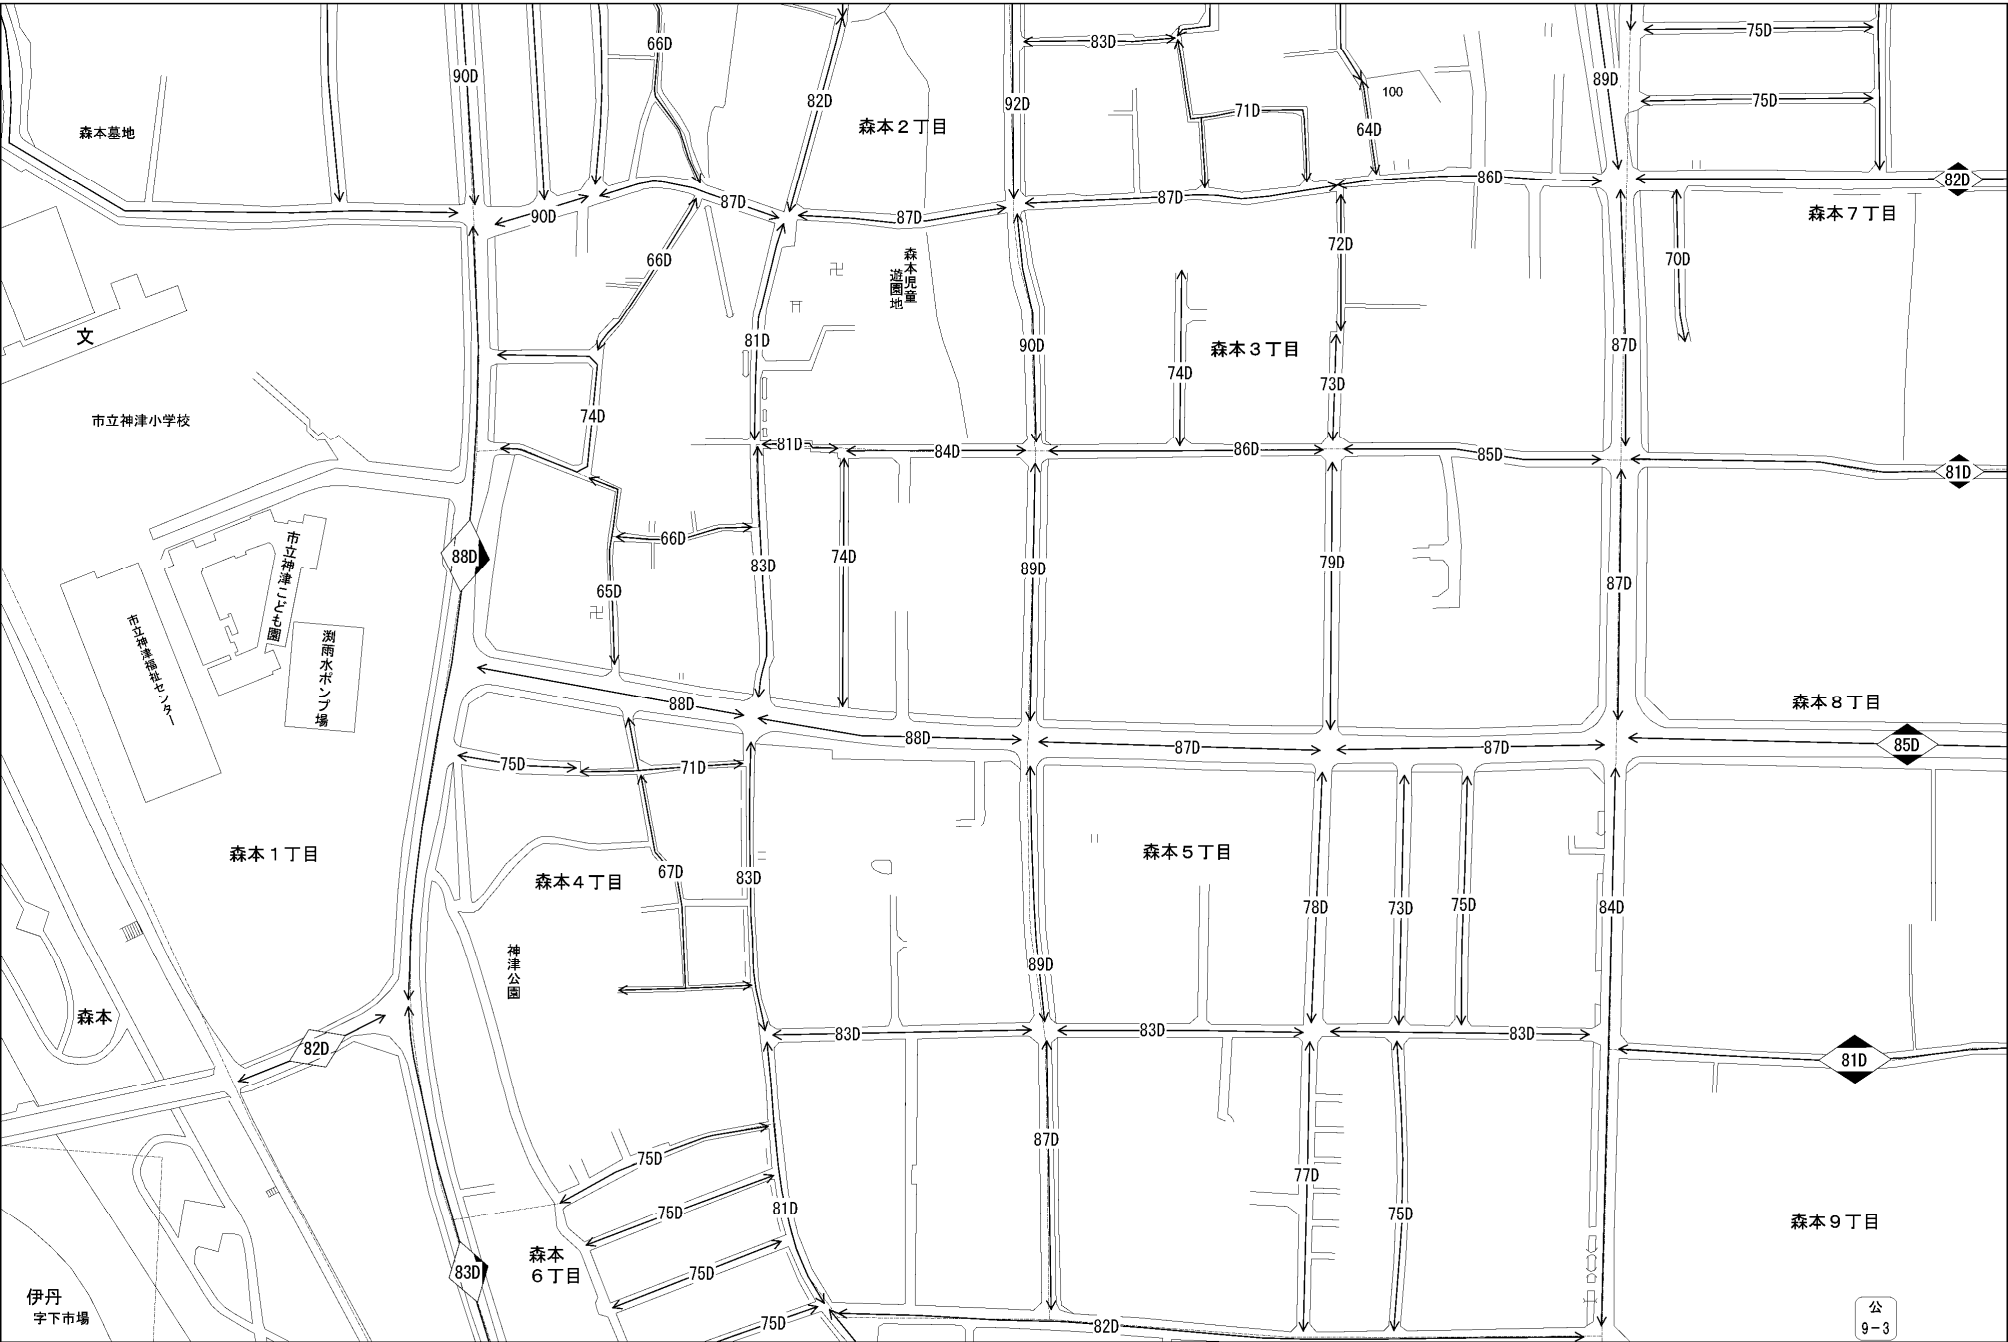 66D
83D
75D
90D
89D
100
82D
92D
75D
71D
森本墓地
森本２丁目
64D
86D
82D
87D
87D
87D
90D
森本７丁目
72D
森本児童
遊園地
66D
70D
文
81D
90D
森本３丁目
87D
74D
73D
市立神津小学校
74D
81D
84D
86D
85D
81D
88D
市立神津こども園
66D
83D
74D
89D
79D
87D
65D
市立神津福祉センター
渕雨水ポンプ場
88D
森本８丁目
88D
87D
87D
85D
75D
71D
森本１丁目
森本４丁目
67D
83D
森本５丁目
78D
73D
75D
84D
神津公園
89D
森本
83D
83D
83D
82D
81D
87D
75D
77D
75D
81D
75D
森本９丁目
森本
６丁目
83D
75D
伊丹
字下市場
75D
82D
公
9-3